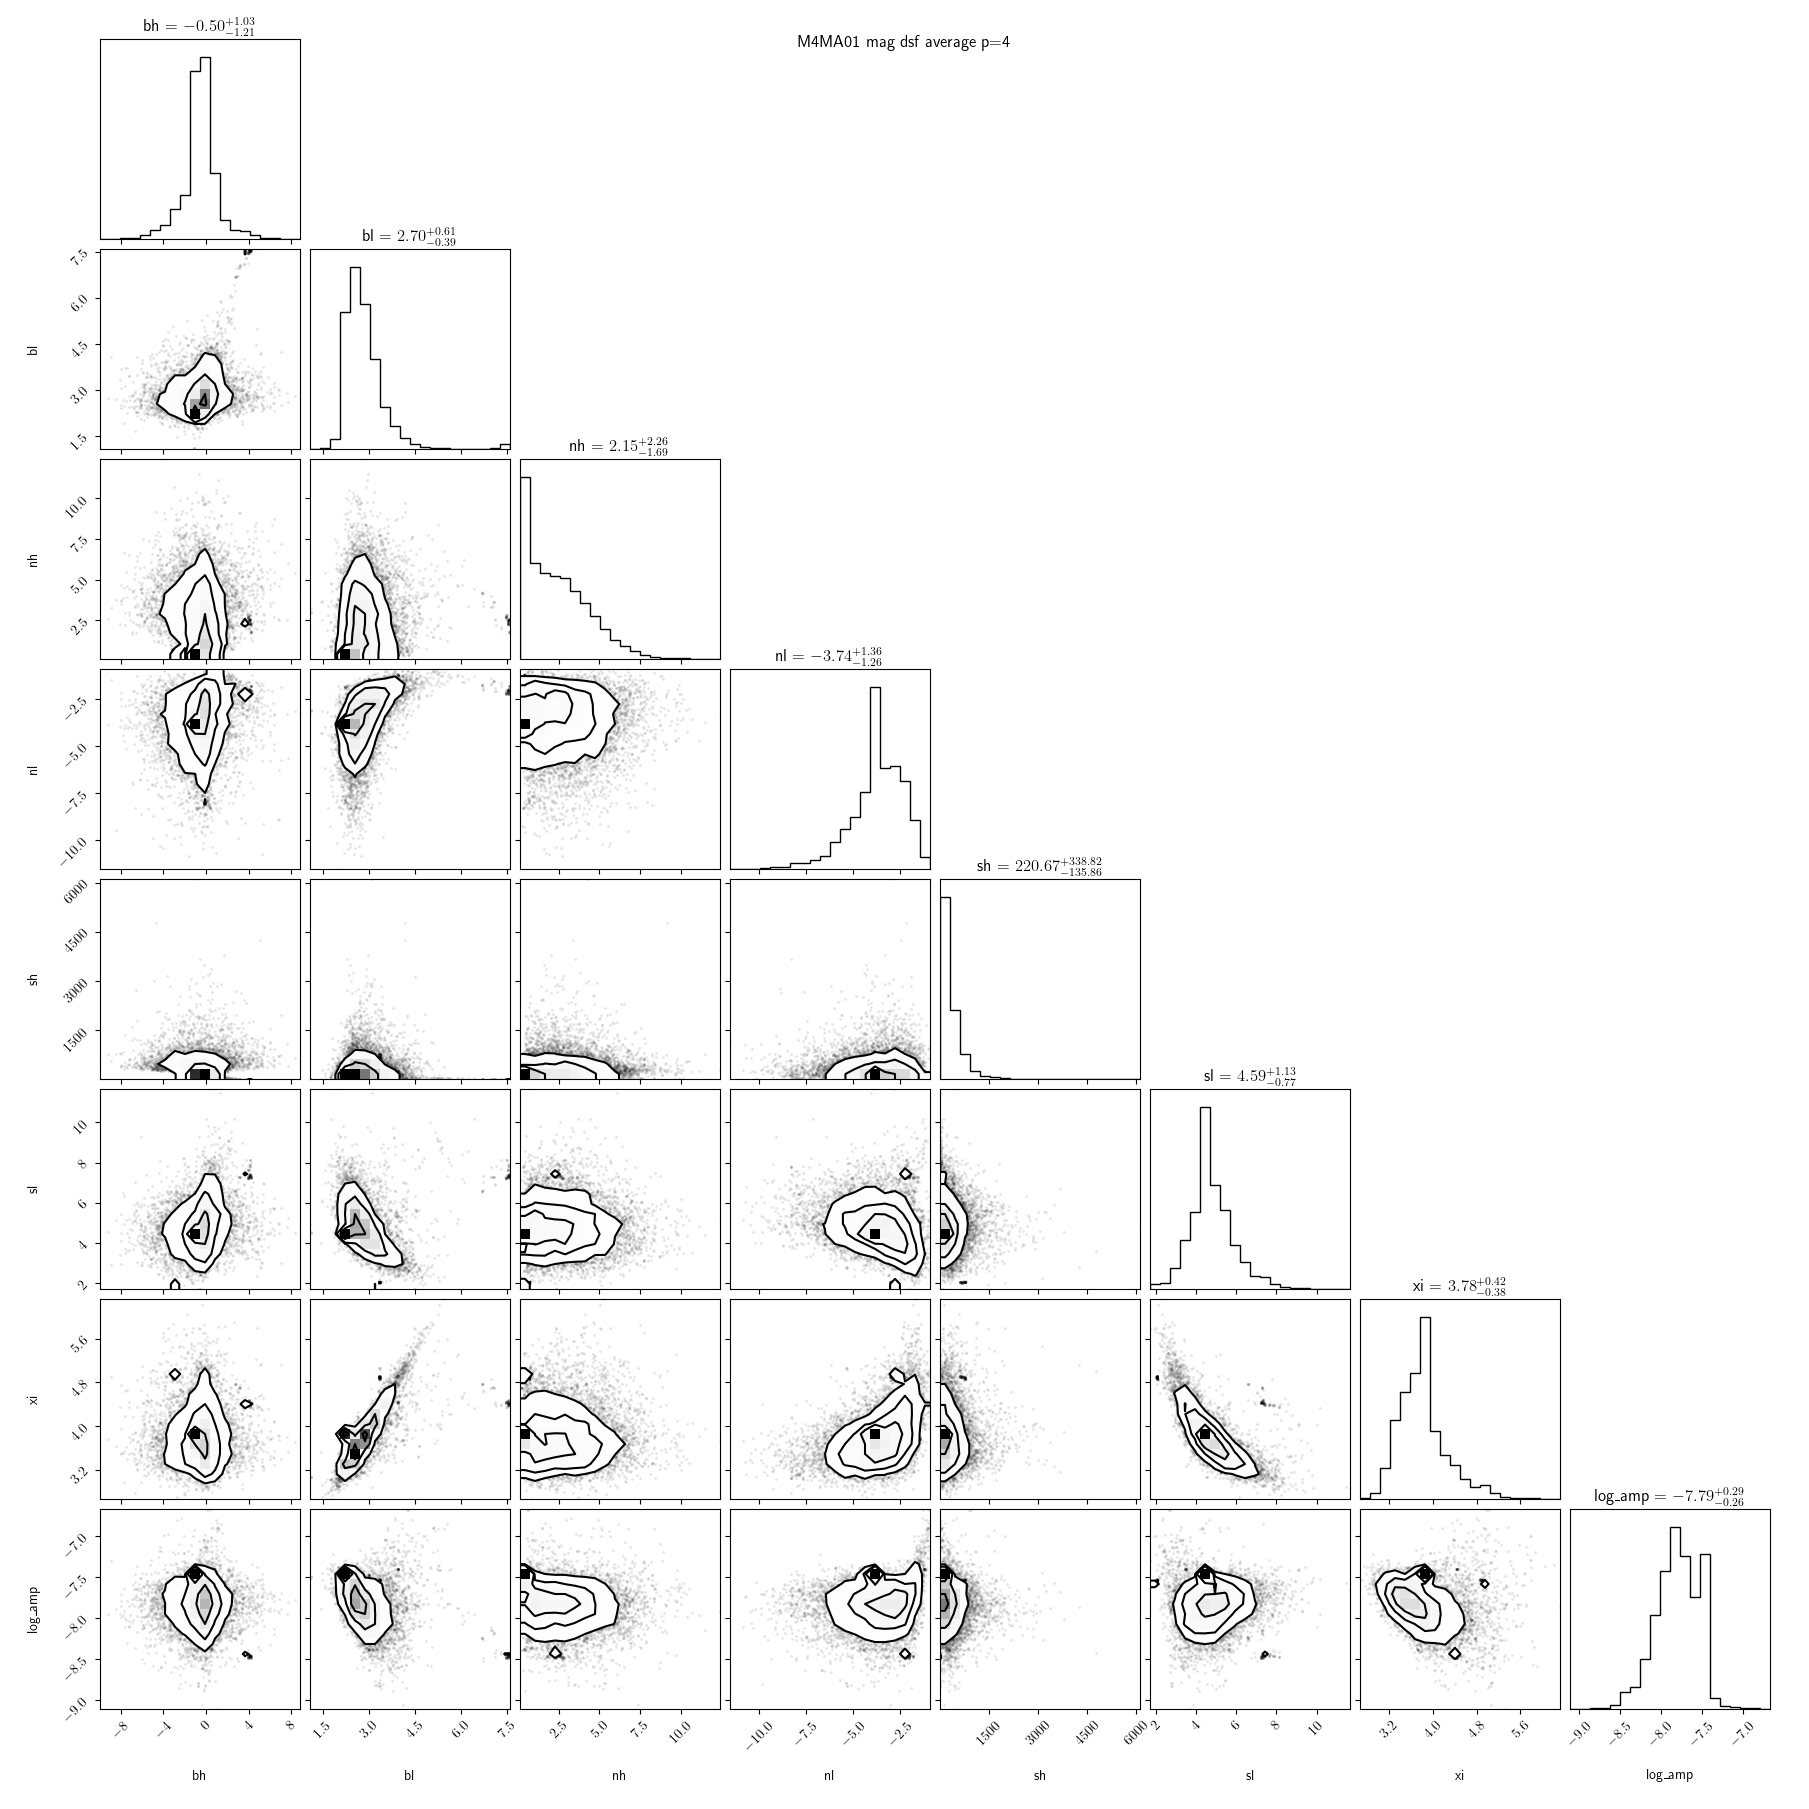 bh = −0.50+1.03−1.21
M4MA01 mag dsf average p=4
bl = 2.70+0.61−0.39
7.5
6.0
4.5
3.0
1.5
bl
nh = 2.15+2.26−1.69
10.0
7.5
5.0
2.5
nh
nl = −3.74+1.36−1.26
−2.5
−5.0
−7.5
−10.0
nl
sh = 220.67+338.82−135.86
6000
4500
3000
1500
sh
sl = 4.59+1.13−0.77
10
8
6
4
2
sl
xi = 3.78+0.42−0.38
5.6
4.8
4.0
3.2
xi
log_amp = −7.79+0.29−0.26
−7.0
−7.5
−8.0
−8.5
−9.0
log_amp
−8 −4 0 4 8 1.5 3.0 4.5 6.0 7.5 2.5 5.0 7.5 10.0 −10.0 −7.5 −5.0 −2.5 1500 3000 4500 6000 2 4 6 8 10 3.2 4.0 4.8 5.6 −9.0 −8.5 −8.0 −7.5 −7.0
bh bl nh nl sh sl xi log_amp